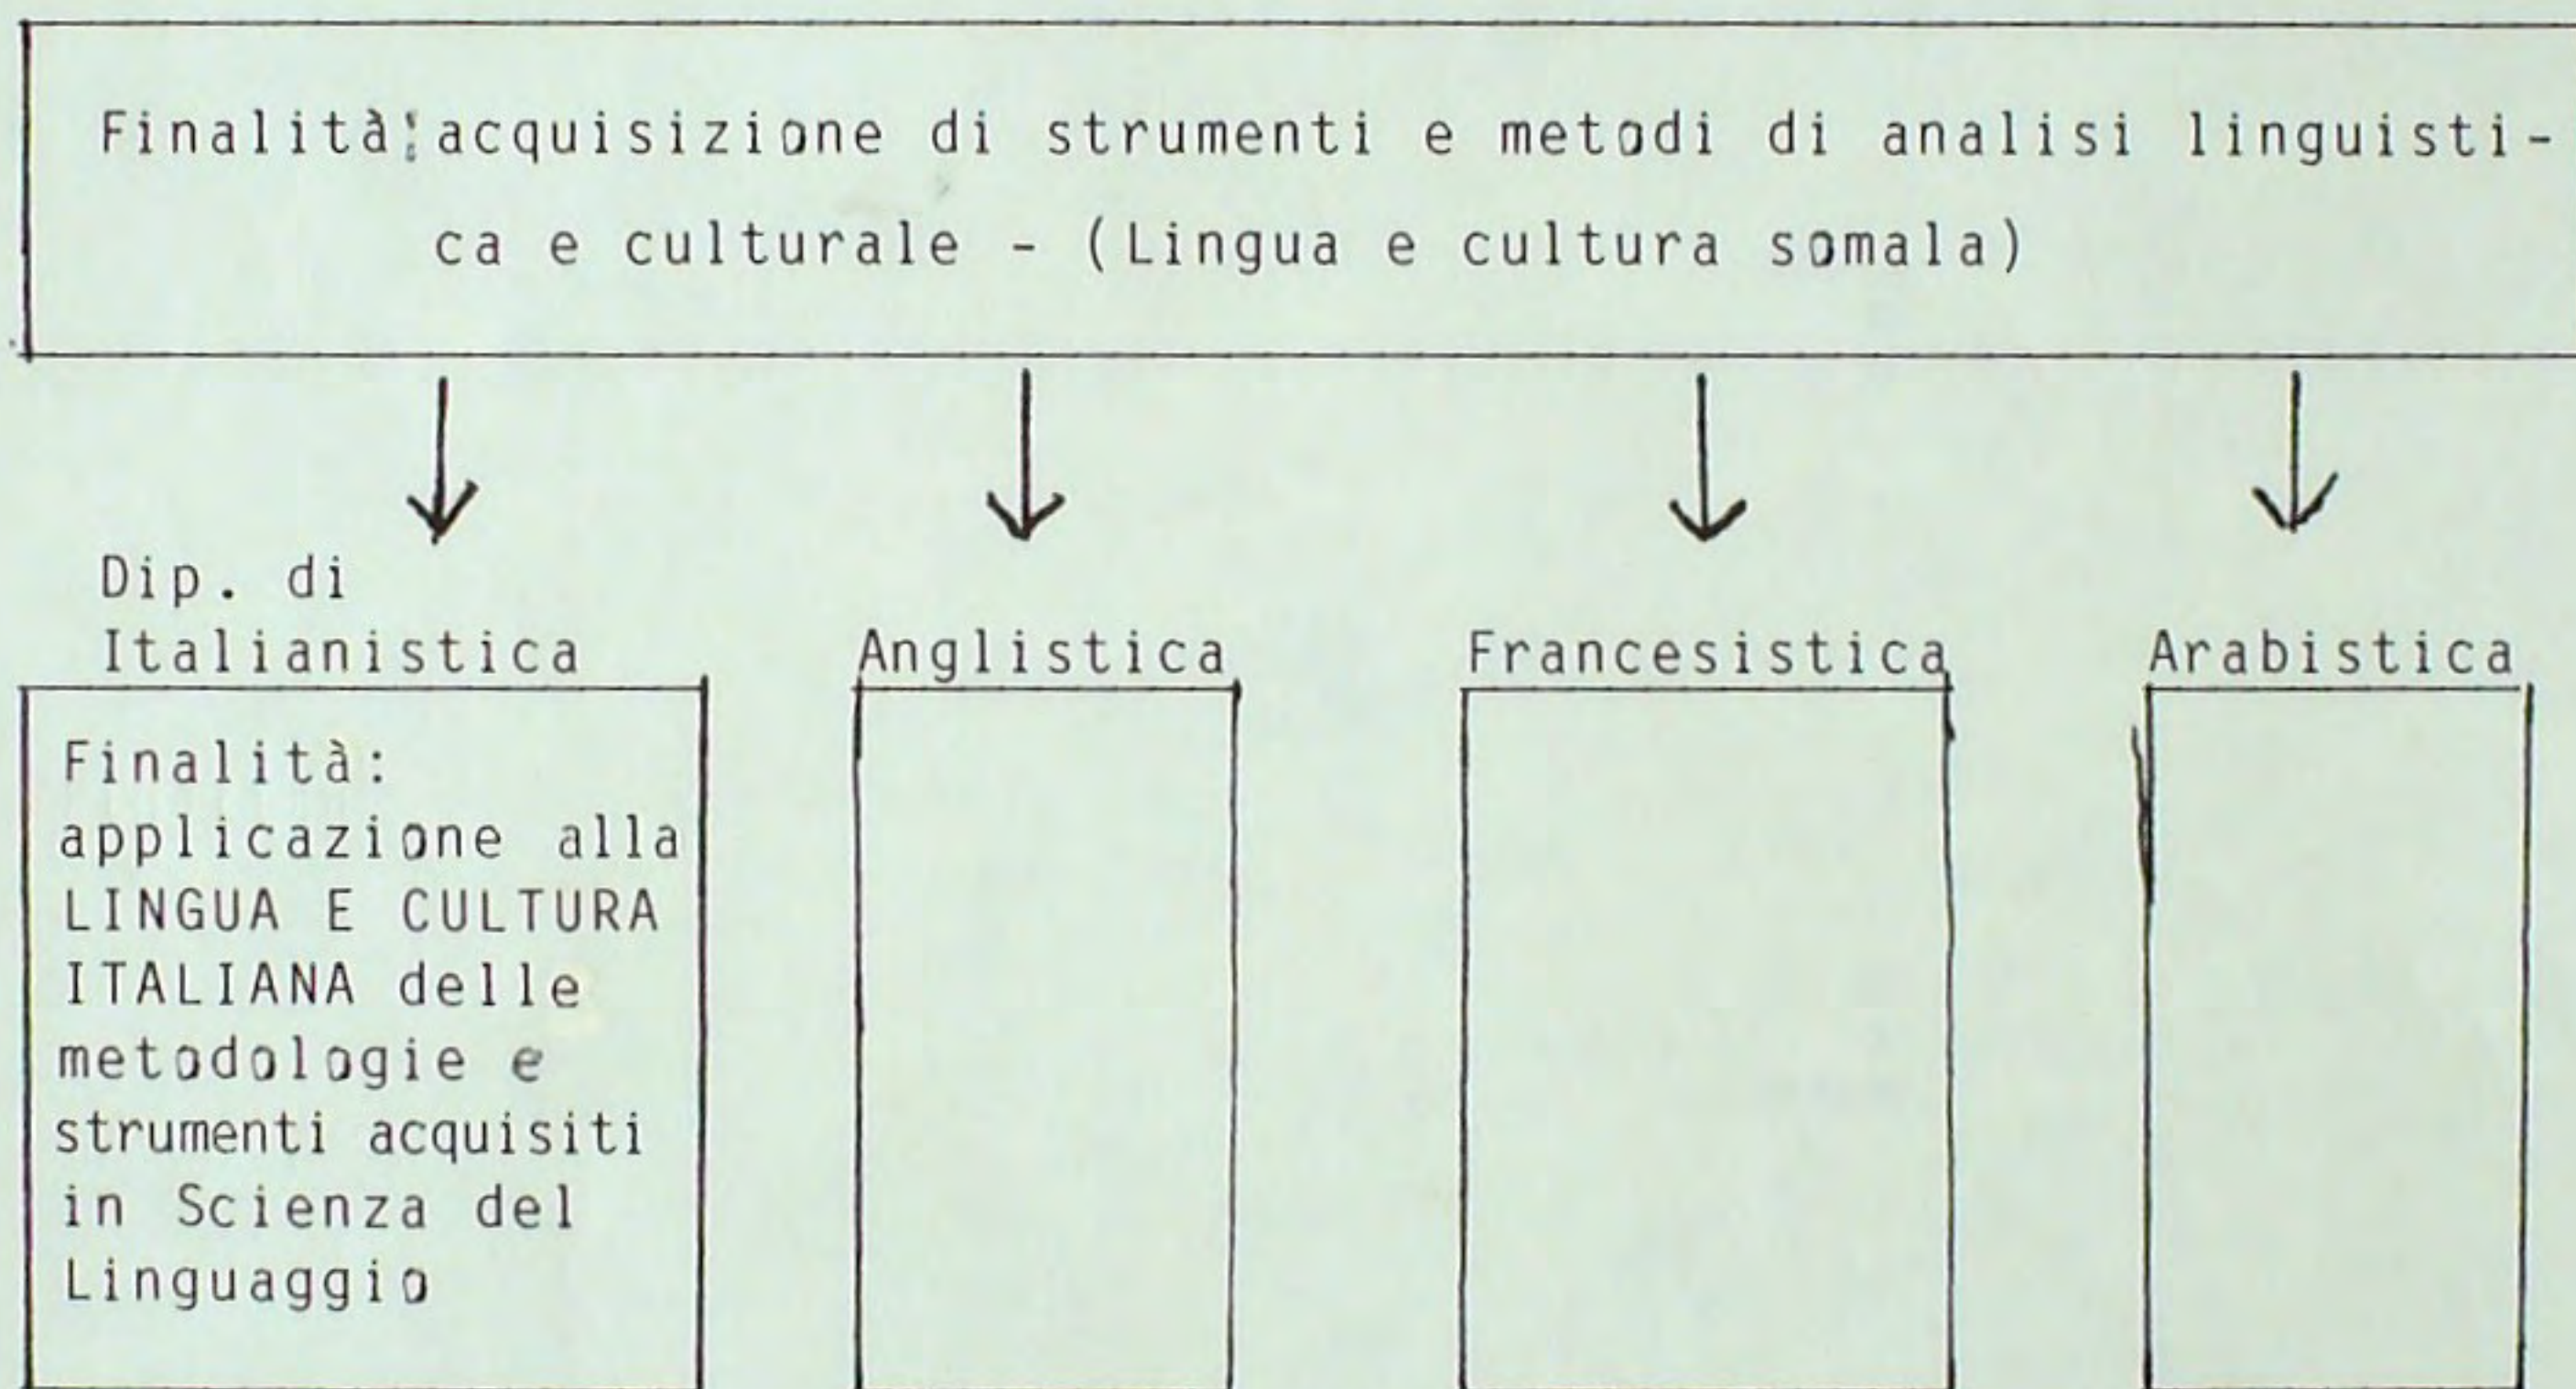 Finalità: acquisizione di strumenti e metodi di analisi linguisti-
ca e culturale - (Lingua e cultura somala)
Dip. di
Italianistica
Anglistica
Francesistica
Arabistica
Finalità:
applicazione alla
LINGUA E CULTURA
ITALIANA delle
metodologie e
strumenti acquisiti
in Scienza del
Linguaggio